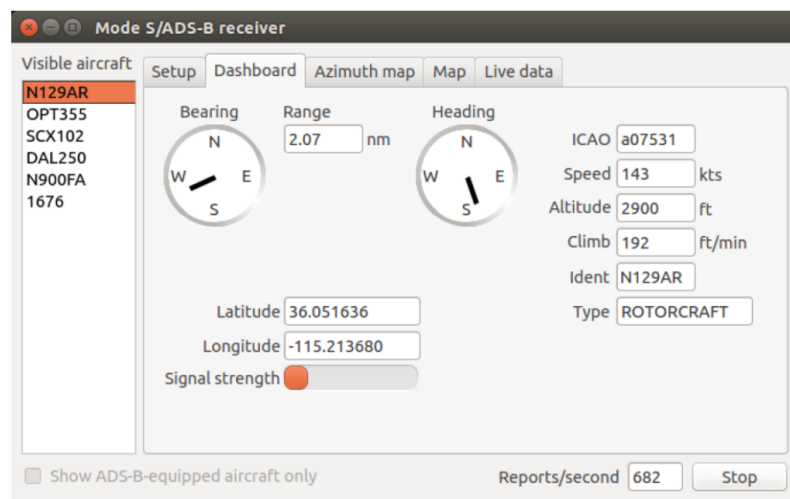 Mode S/ADS-B receiver
Visible aircraft
N129AR
OPT355
SCX102
DAL250
N900FA
1676
Setup Dashboard Azimuth map Map Live data
Bearing
N
W E
S
Range
2.07 nm
Heading
N
W E
S
ICAO a07531
Speed 143 kts
Altitude 2900 ft
Climb 192 ft/min
Ident N129AR
Type ROTORCRAFT
Latitude 36.051636
Longitude -115.213680
Signal strength
Show ADS-B-equipped aircraft only
Reports/second 682 Stop